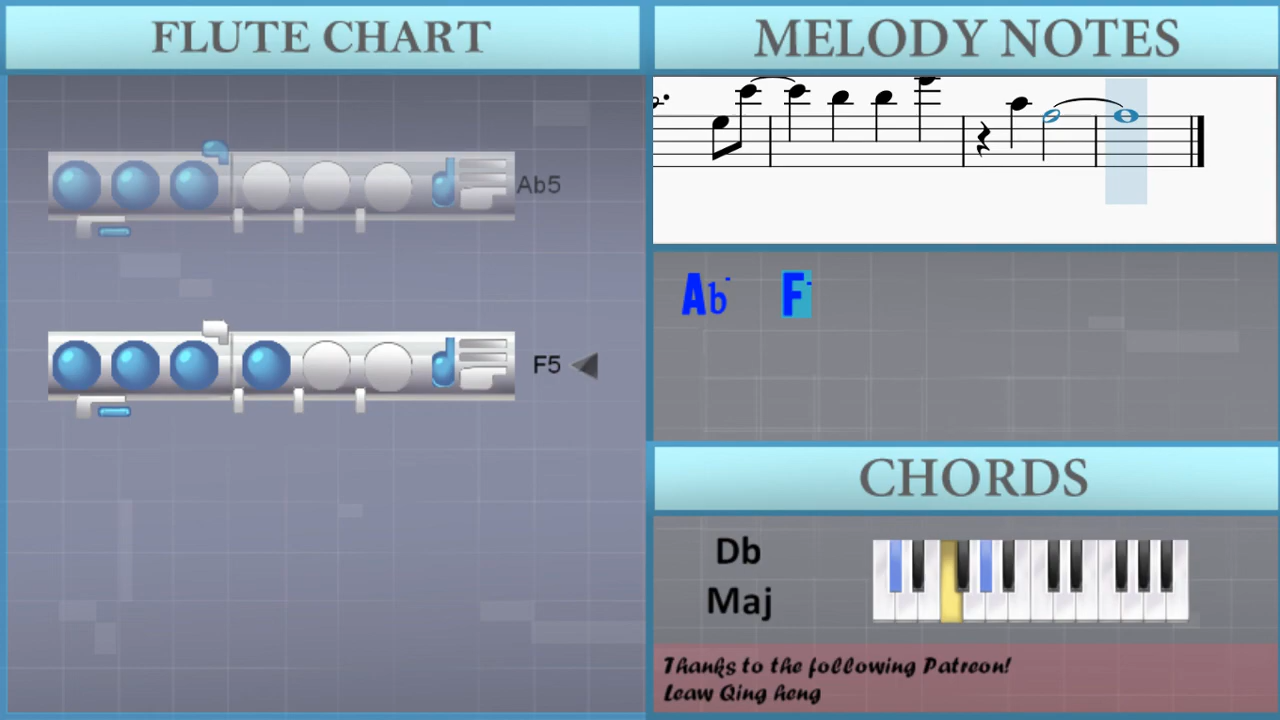 FLUTE CHART
Ab5
F5
MELODY NOTES
Ab˙ F˙
CHORDS
Db
Maj
Thanks to the following Patreon!
Leaw Qing heng